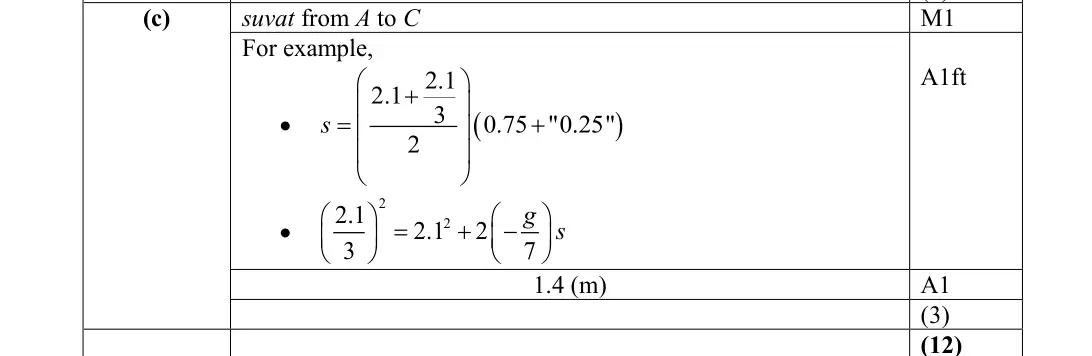 (c) suvat from A to C M1
For example,
• s = ((2.1 + 2.1/3)/2)(0.75 + "0.25") A1ft
• (2.1/3)² = 2.1² + 2(−g/7)s
1.4 (m) A1
(3)
(12)